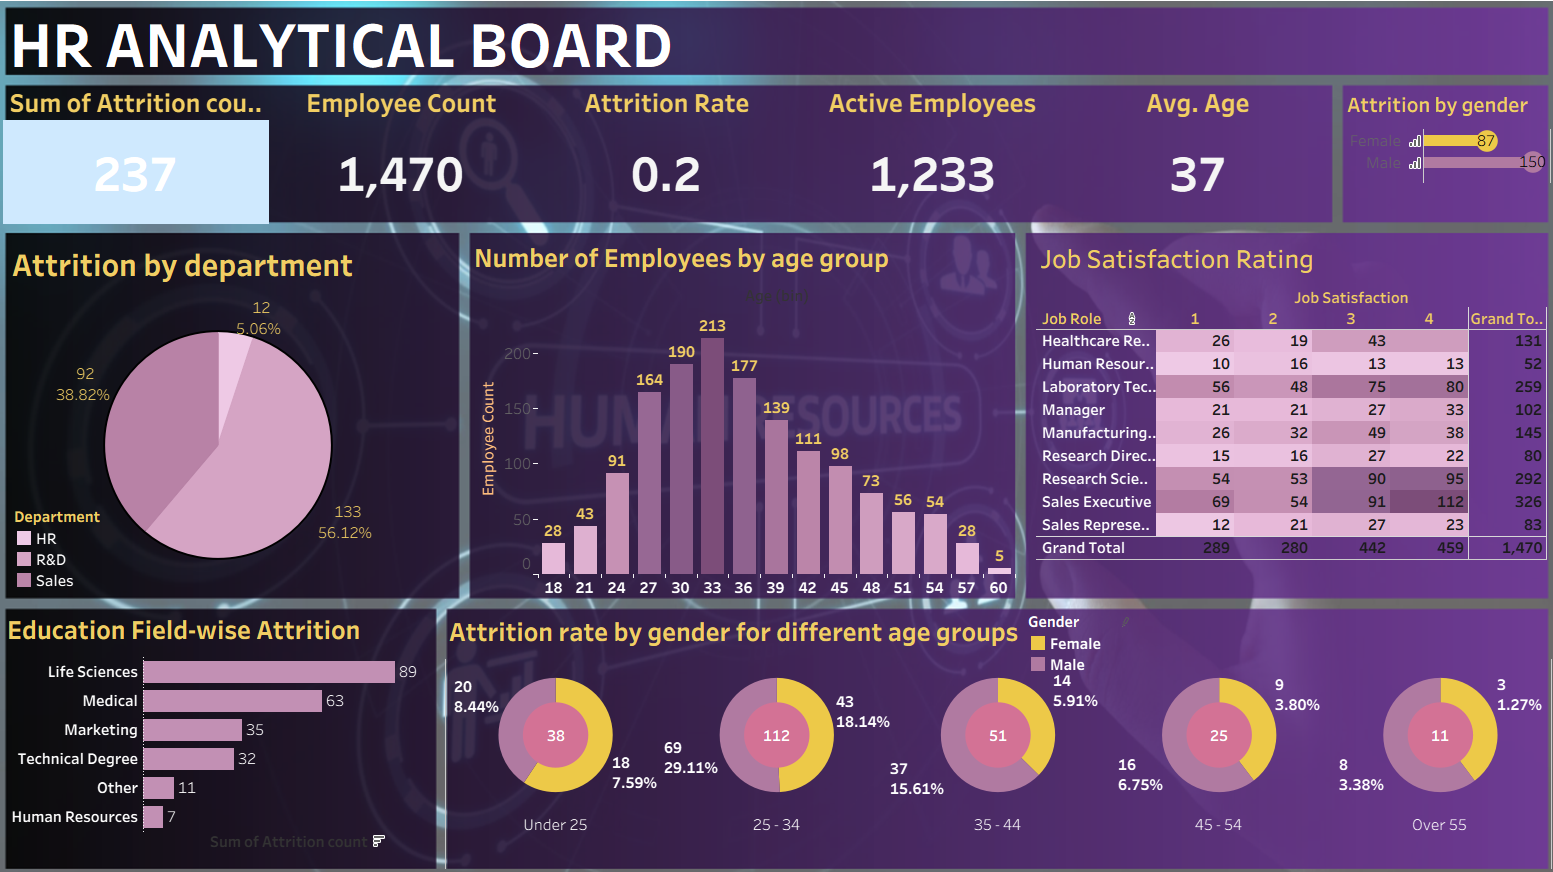 HR ANALYTICAL BOARD
Sum of Attrition cou..
Employee Count
Attrition Rate
Active Employees
Avg. Age
237
1,470
0.2
1,233
37
Attrition by gender
Female 87
Male 150
Attrition by department
12
5.06%
92
38.82%
133
56.12%
Department
HR
R&D
Sales
Number of Employees by age group
HUMAN RESOURCES
Employee Count
200
150
100
50
0
28 43 91 164 190 213 177 139 111 98 73 56 54 28 5
18 21 24 27 30 33 36 39 42 45 48 51 54 57 60
Job Satisfaction Rating
Job Satisfaction
Job Role 1 2 3 4 Grand To..
Healthcare Re.. 26 19 43 131
Human Resour.. 10 16 13 13 52
Laboratory Tec.. 56 48 75 80 259
Manager 21 21 27 33 102
Manufacturing.. 26 32 49 38 145
Research Direc.. 15 16 27 22 80
Research Scie.. 54 53 90 95 292
Sales Executive 69 54 91 112 326
Sales Represe.. 12 21 27 23 83
Grand Total 289 280 442 459 1,470
Education Field-wise Attrition
Life Sciences 89
Medical 63
Marketing 35
Technical Degree 32
Other 11
Human Resources 7
Sum of Attrition count
Attrition rate by gender for different age groups
Gender
Female
Male
20
8.44%
38
18
7.59%
Under 25
69
29.11%
112
43
18.14%
25 - 34
37
15.61%
51
14
5.91%
35 - 44
16
6.75%
25
9
3.80%
45 - 54
8
3.38%
11
3
1.27%
Over 55